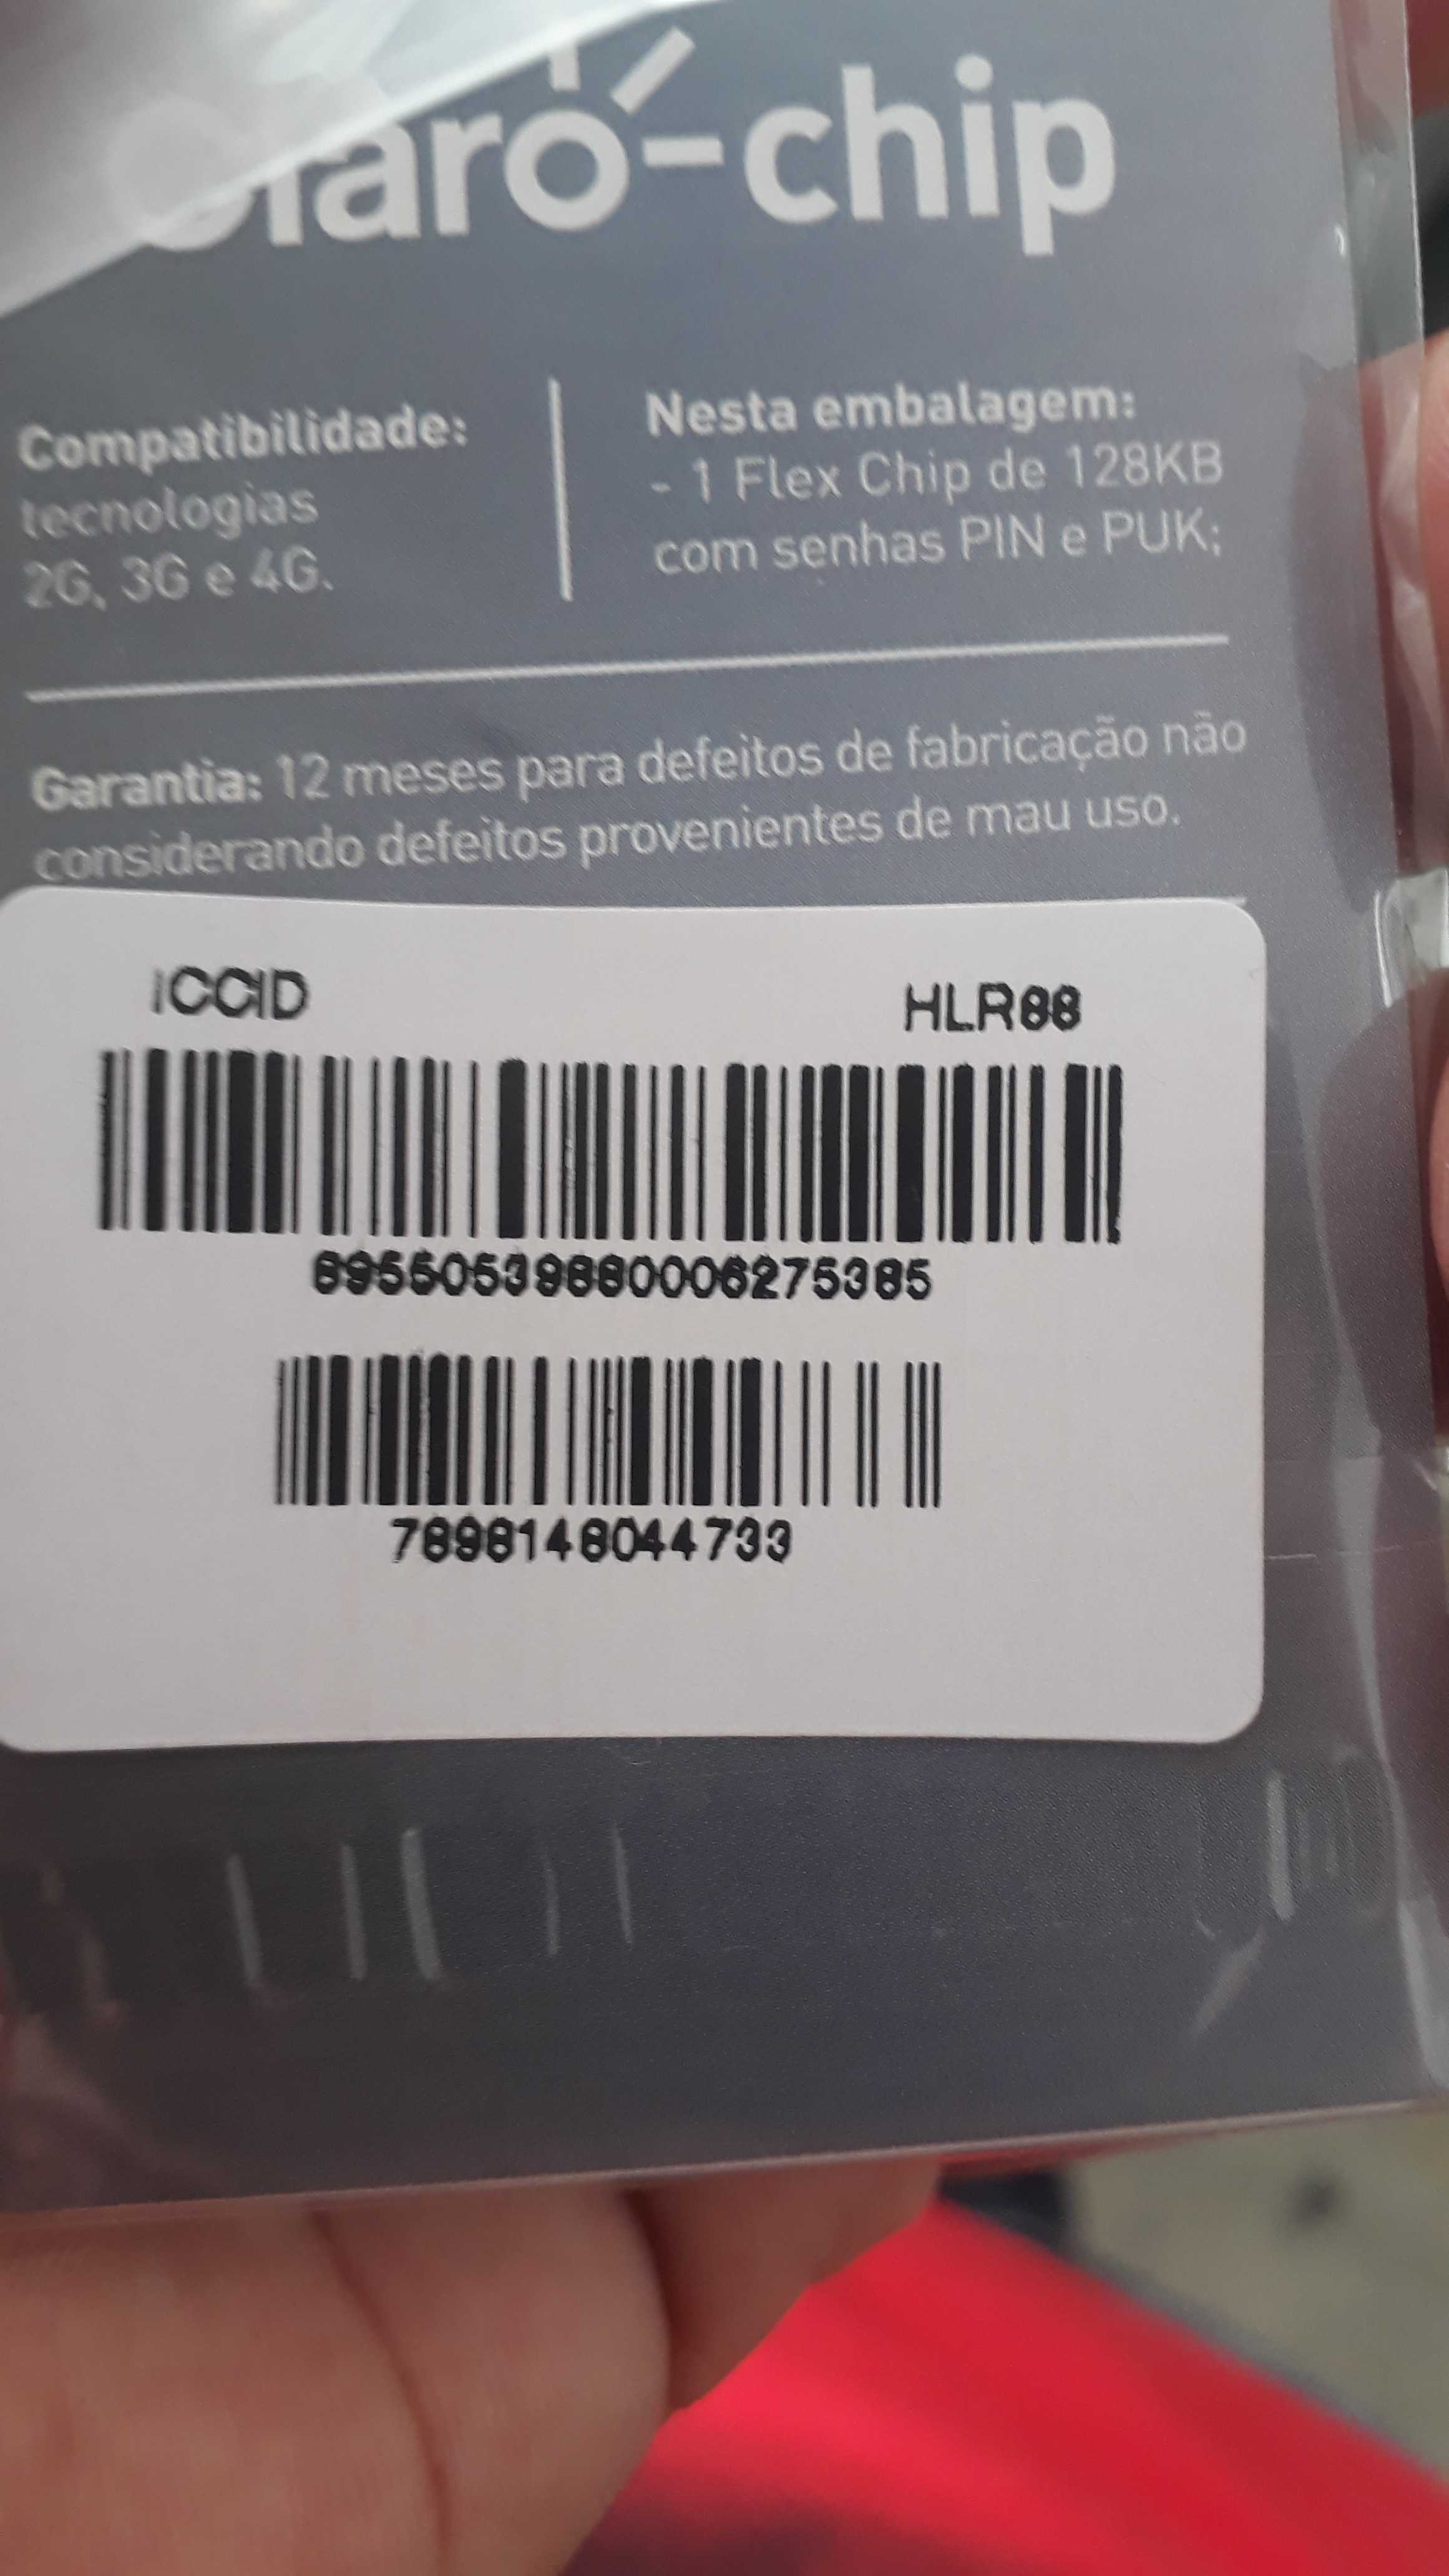 claro-chip
Compatibilidade:
tecnologias
2G, 3G e 4G.
Nesta embalagem:
- 1 Flex Chip de 128KB
com senhas PIN e PUK;
Garantia: 12 meses para defeitos de fabricação não
considerando defeitos provenientes de mau uso.
ICCID
HLR88
89550539880006275385
7898148044733